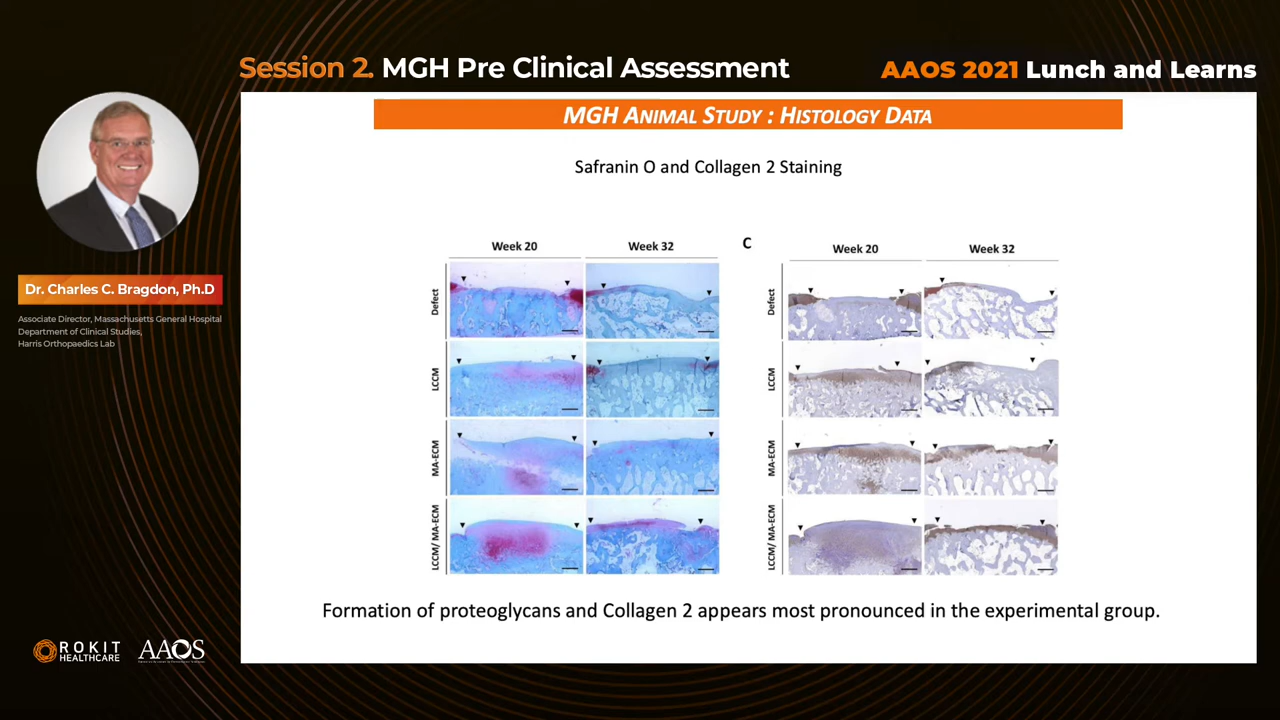 Session 2. MGH Pre Clinical Assessment
AAOS 2021 Lunch and Learns
MGH ANIMAL STUDY : HISTOLOGY DATA
Safranin O and Collagen 2 Staining
Week 20
Week 32
Defect
LCCM
MA-ECM
LCCM/ MA-ECM
C
Week 20
Week 32
Defect
LCCM
MA-ECM
LCCM/ MA-ECM
Formation of proteoglycans and Collagen 2 appears most pronounced in the experimental group.
Dr. Charles C. Bragdon, Ph.D
Associate Director, Massachusetts General Hospital
Department of Clinical Studies,
Harris Orthopaedics Lab
ROKIT
HEALTHCARE
AAOS